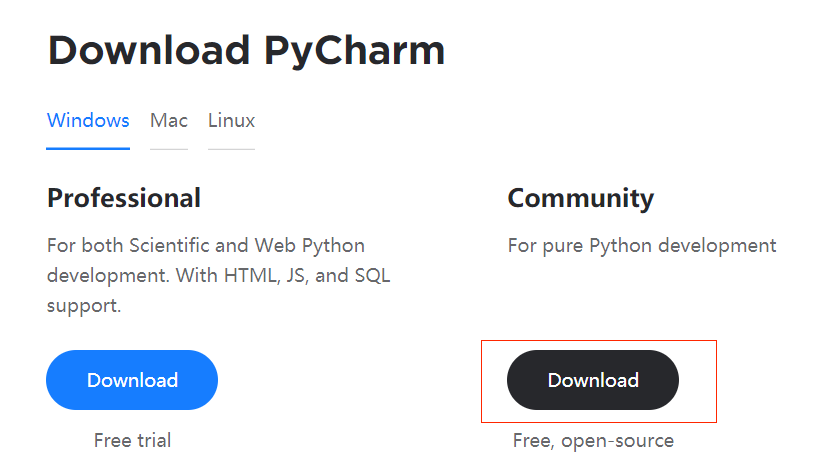 Download PyCharm
Windows Mac Linux
Professional
For both Scientific and Web Python
development. With HTML, JS, and SQL
support.
Download
Free trial
Community
For pure Python development
Download
Free, open-source